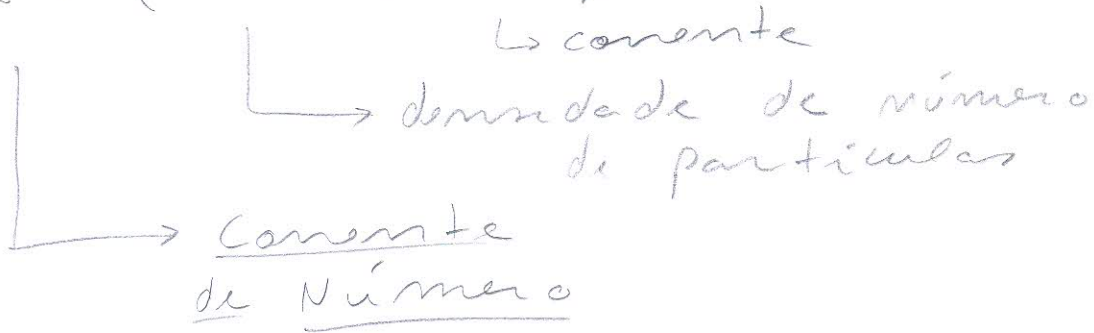 ↳ corrente
→ densidade de número
de partículas
→ Corrente
de Número